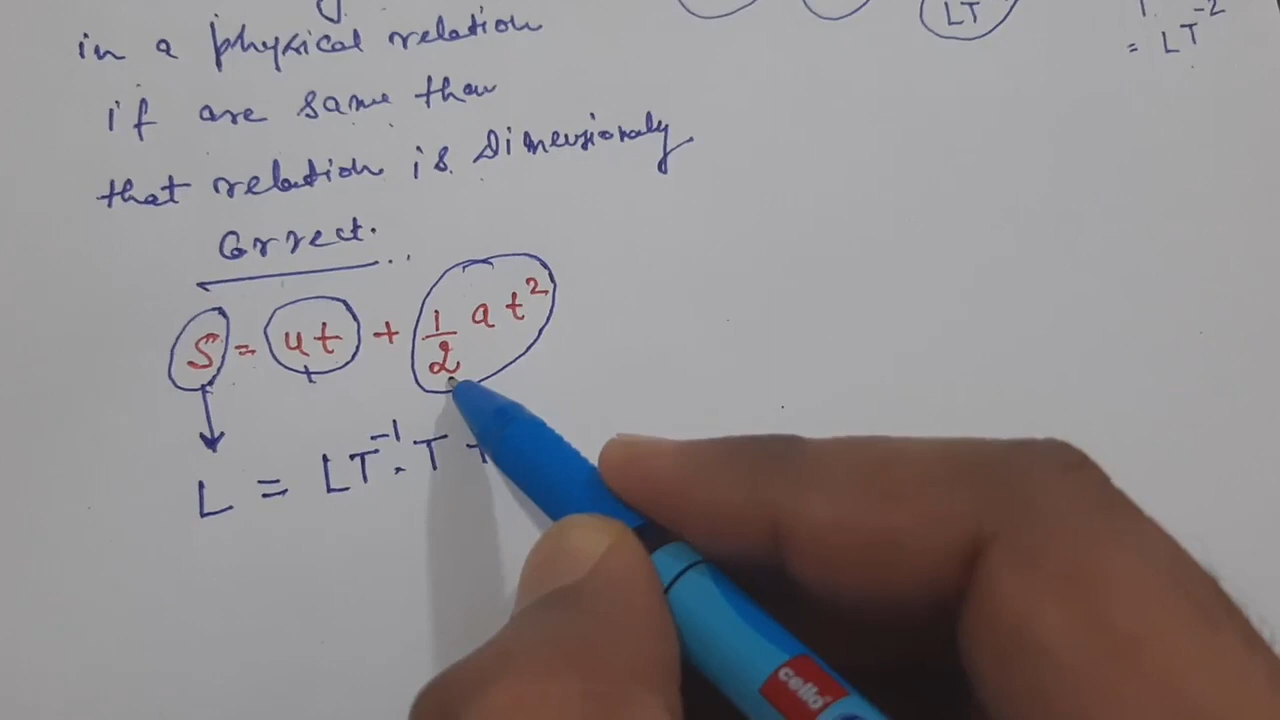 in a physical relation
if are same than
that relation is Dimensionaly
Correct.
S = ut + 1/2 at²
L = LT⁻¹. T +
LT
= LT⁻²
cello